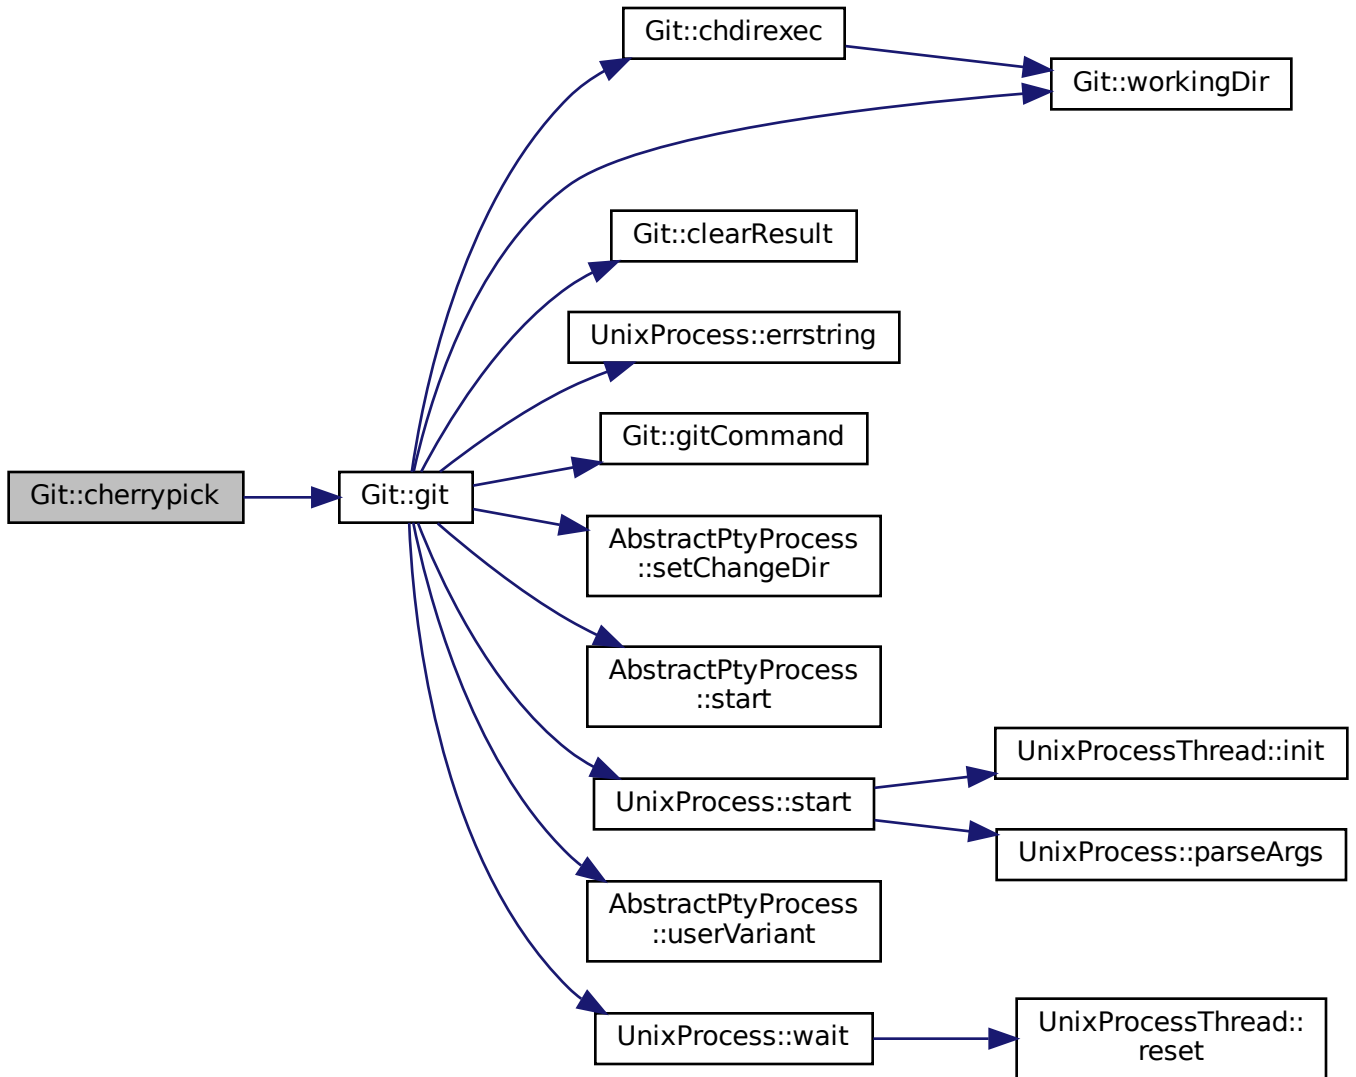 Git::chdirexec
Git::workingDir
Git::clearResult
UnixProcess::errstring
Git::gitCommand
Git::cherrypick
Git::git
AbstractPtyProcess
::setChangeDir
AbstractPtyProcess
::start
UnixProcessThread::init
UnixProcess::start
UnixProcess::parseArgs
AbstractPtyProcess
::userVariant
UnixProcess::wait
UnixProcessThread::
reset